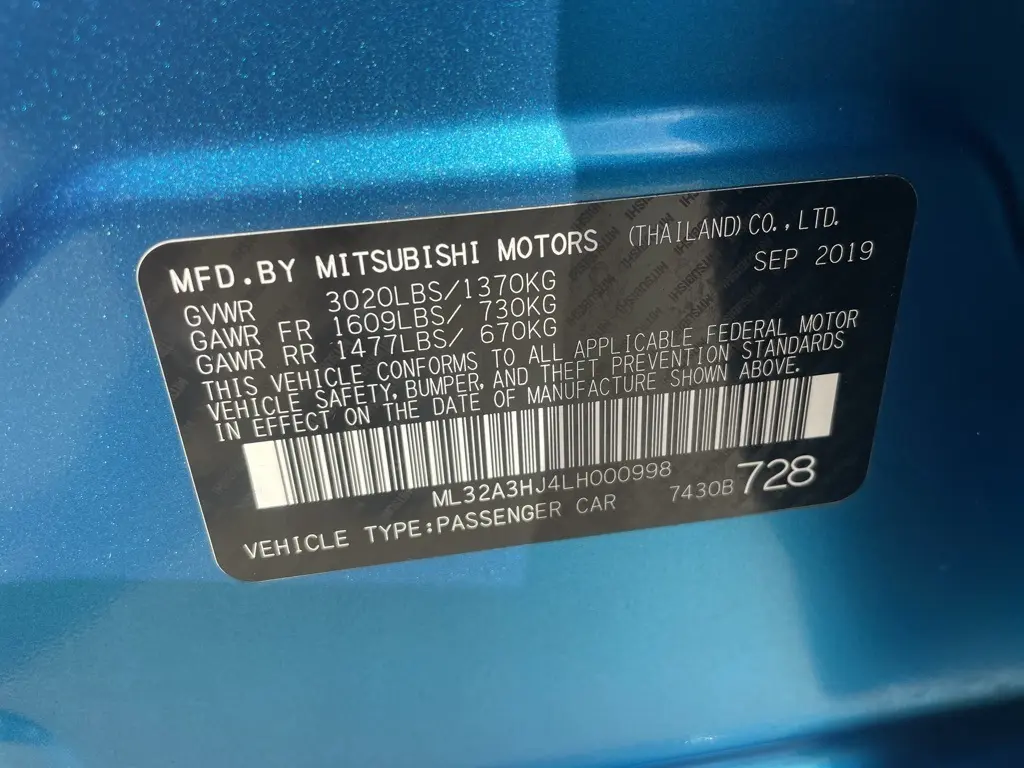 MFD.BY MITSUBISHI MOTORS (THAILAND) CO., LTD.
SEP 2019
GVWR 3020LBS/1370KG
GAWR FR 1609LBS/ 730KG
GAWR RR 1477LBS/ 670KG
THIS VEHICLE CONFORMS TO ALL APPLICABLE FEDERAL MOTOR
VEHICLE SAFETY, BUMPER, AND THEFT PREVENTION STANDARDS
IN EFFECT ON THE DATE OF MANUFACTURE SHOWN ABOVE.
ML32A3HJ4LH000998
7430B 728
VEHICLE TYPE:PASSENGER CAR